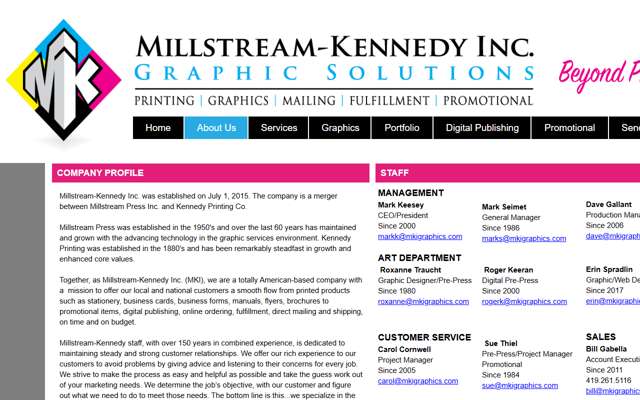 MK
MILLSTREAM-KENNEDY INC.
GRAPHIC SOLUTIONS
PRINTING | GRAPHICS | MAILING | FULFILLMENT | PROMOTIONAL
Beyond
Home About Us Services Graphics Portfolio Digital Publishing Promotional
COMPANY PROFILE
Millstream-Kennedy Inc. was established on July 1, 2015. The company is a merger
between Millstream Press Inc. and Kennedy Printing Co.
Millstream Press was established in the 1950's and over the last 60 years has maintained
and grown with the advancing technology in the graphic services environment. Kennedy
Printing was established in the 1880's and has been remarkably steadfast in growth and
enhanced core values.
Together, as Millstream-Kennedy Inc. (MKI), we are a totally American-based company with
a mission to offer our local and national customers a smooth flow from printed products
such as stationery, business cards, business forms, manuals, flyers, brochures to
promotional items, digital publishing, online ordering, fulfillment, direct mailing and shipping,
on time and on budget.
Millstream-Kennedy staff, with over 150 years in combined experience, is dedicated to
maintaining steady and strong customer relationships. We offer our rich experience to our
customers to avoid problems by giving advice and listening to their concerns for every job.
We strive to make the process as easy and helpful as possible and take the guess work out
of your marketing needs. We determine the job's objective, with our customer and figure
out what we need to do to meet those needs. The bottom line is this...we specialize in the
STAFF
MANAGEMENT
Mark Keesey
CEO/President
Since 2000
markk@mkigraphics.com
Mark Seimet
General Manager
Since 1986
marks@mkigraphics.com
Dave Gallant
Production
Since 2006
dave@mkigraphics
ART DEPARTMENT
Roxanne Traucht
Graphic Designer/Pre-Press
Since 1980
roxanne@mkigraphics.com
Roger Keeran
Digital Pre-Press
Since 2000
rogerk@mkigraphics.com
Erin Spradlin
Graphic/Web
Since 2017
erin@mkigraphics
CUSTOMER SERVICE
Carol Cornwell
Project Manager
Since 2005
carol@mkigraphics.com
Sue Thiel
Pre-Press/Project Manager
Promotional
Since 1984
sue@mkigraphics.com
SALES
Bill Gabella
Account
Since 2011
419.261.5116
bill@mkigraphics